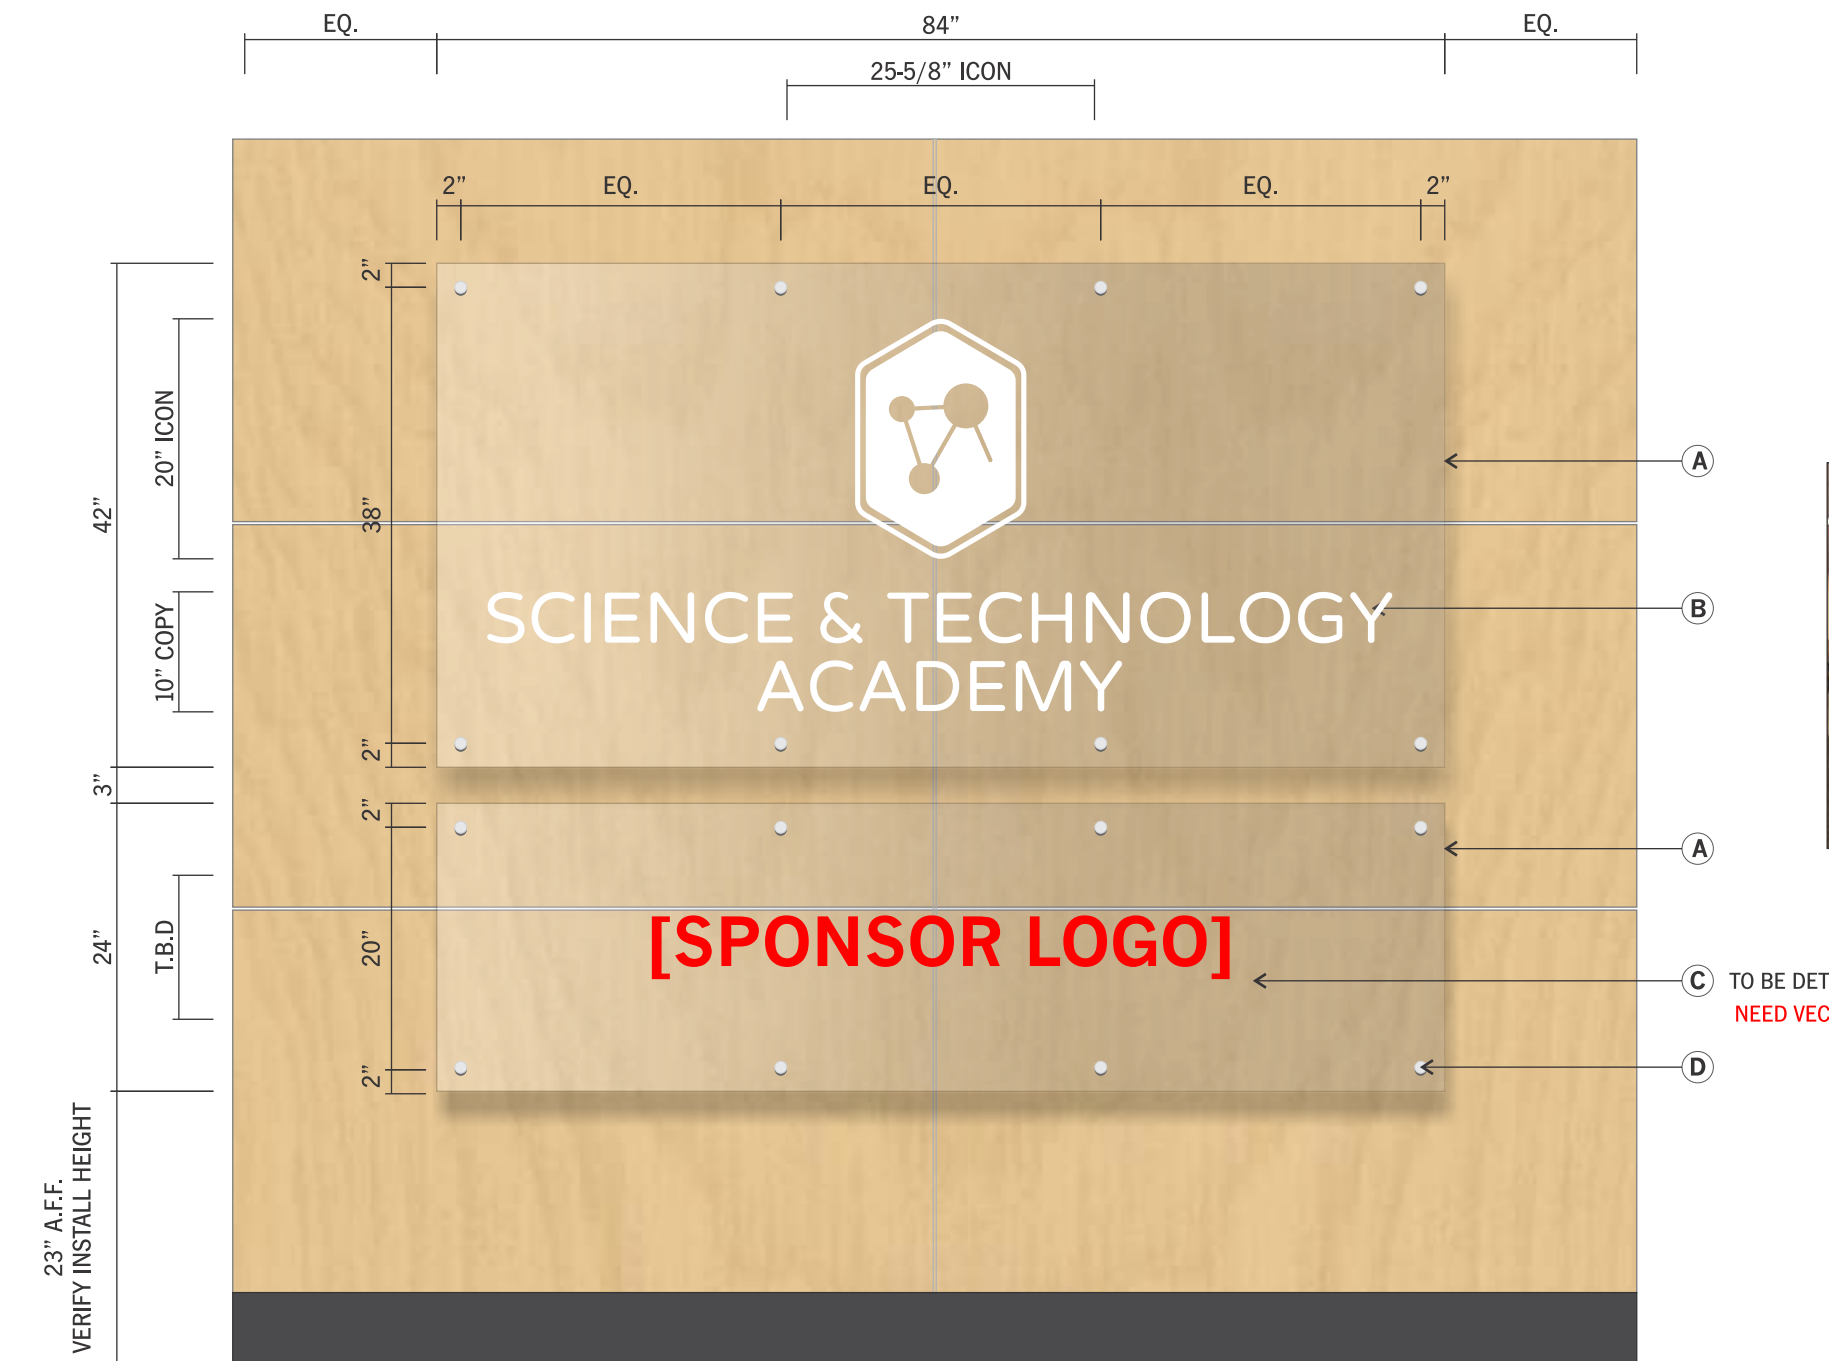 EQ.
84”
EQ.
25-5/8” ICON
2”
EQ.
EQ.
EQ.
2”
2”
20” ICON
42”
38”
A
10” COPY
B
SCIENCE & TECHNOLOGY
ACADEMY
2”
3”
2”
A
T.B.D
24”
20”
[SPONSOR LOGO]
C TO BE DET
NEED VEC
2”
D
23” A.F.F.
VERIFY INSTALL HEIGHT